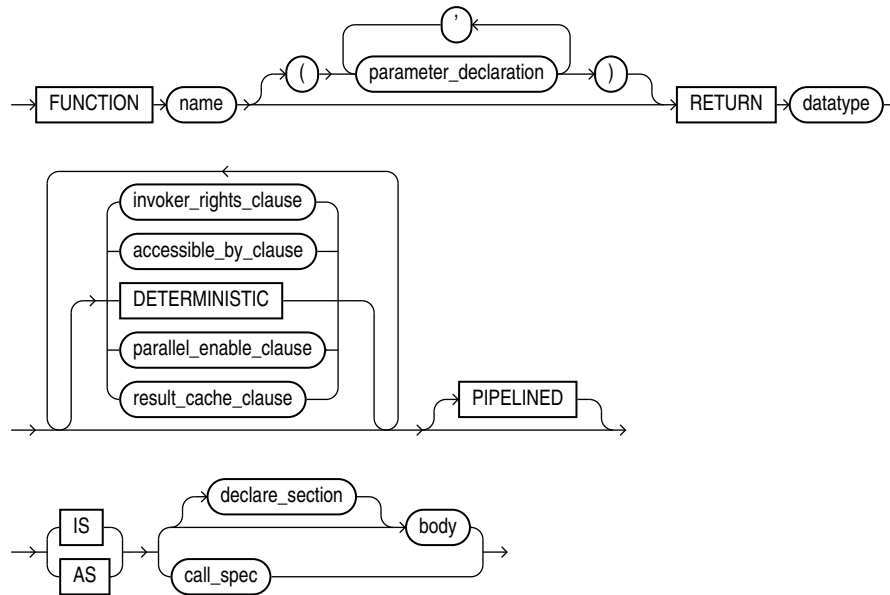 ,
( parameter_declaration )
FUNCTION name RETURN datatype
invoker_rights_clause
accessible_by_clause
DETERMINISTIC
parallel_enable_clause
result_cache_clause
PIPELINED
declare_section
IS body
AS call_spec